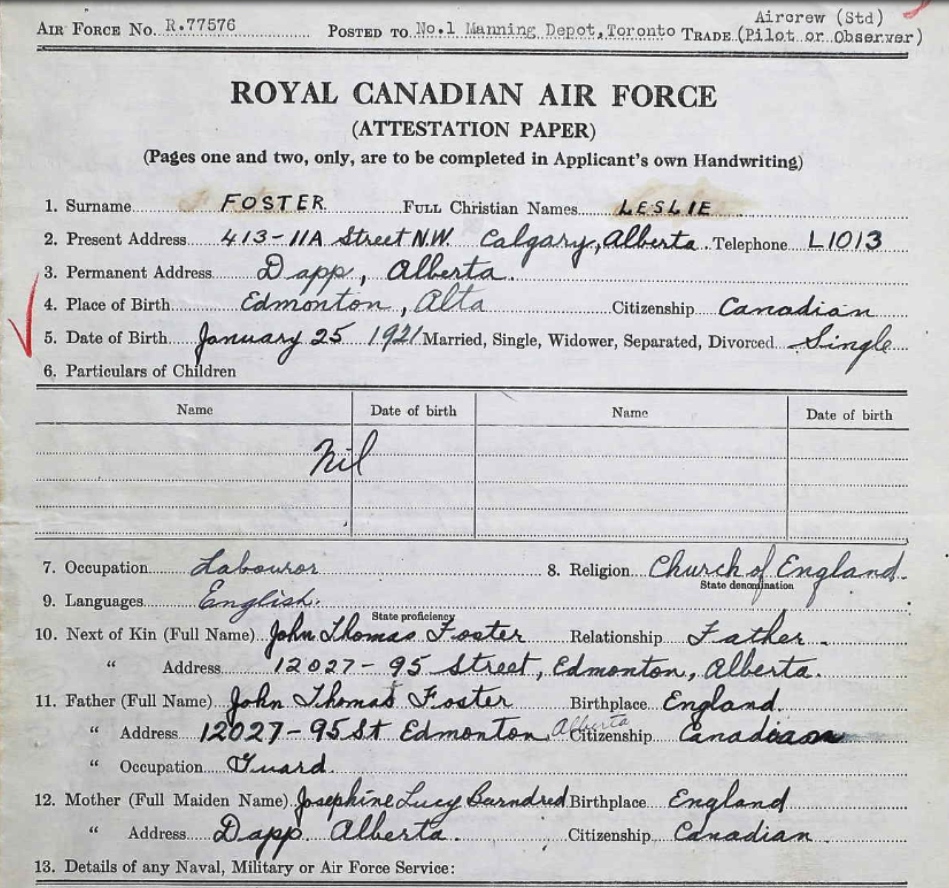 Aircrew (Std)
AIR FORCE NO. R.77576 POSTED TO No.1 Manning Depot, Toronto TRADE (Pilot or Observer)
ROYAL CANADIAN AIR FORCE
(ATTESTATION PAPER)
(Pages one and two, only, are to be completed in Applicant's own Handwriting)
1. Surname FOSTER FULL Christian Names LESLIE
2. Present Address 413-11A Street N.W. Calgary, Alberta. Telephone L1013
3. Permanent Address Dapp, Alberta.
4. Place of Birth Edmonton, Alta Citizenship Canadian
5. Date of Birth January 25 1921 Married, Single, Widower, Separated, Divorced Single
6. Particulars of Children
Name Date of birth Name Date of birth
Nil
7. Occupation Labouror 8. Religion Church of England.
State denomination
9. Languages English.
State proficiency
10. Next of Kin (Full Name) John Thomas Foster Relationship Father.
" Address 12027-95 Street, Edmonton, Alberta.
11. Father (Full Name) John Thomas Foster Birthplace England.
" Address 12027-95 St Edmonton, Alberta Citizenship Canadian
" Occupation Guard.
12. Mother (Full Maiden Name) Josephine Lucy Birthplace England
" Address Dapp Alberta. Citizenship Canadian
13. Details of any Naval, Military or Air Force Service: